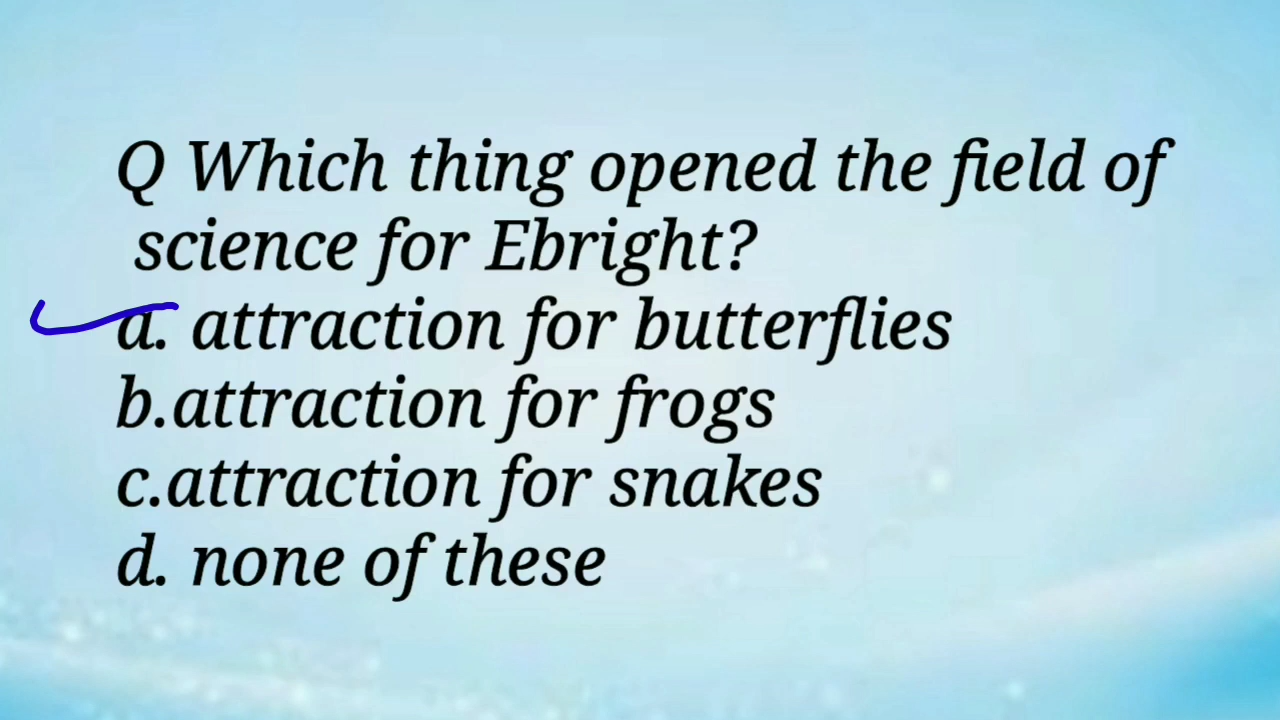 Q Which thing opened the field of
science for Ebright?
a. attraction for butterflies
b.attraction for frogs
c.attraction for snakes
d. none of these